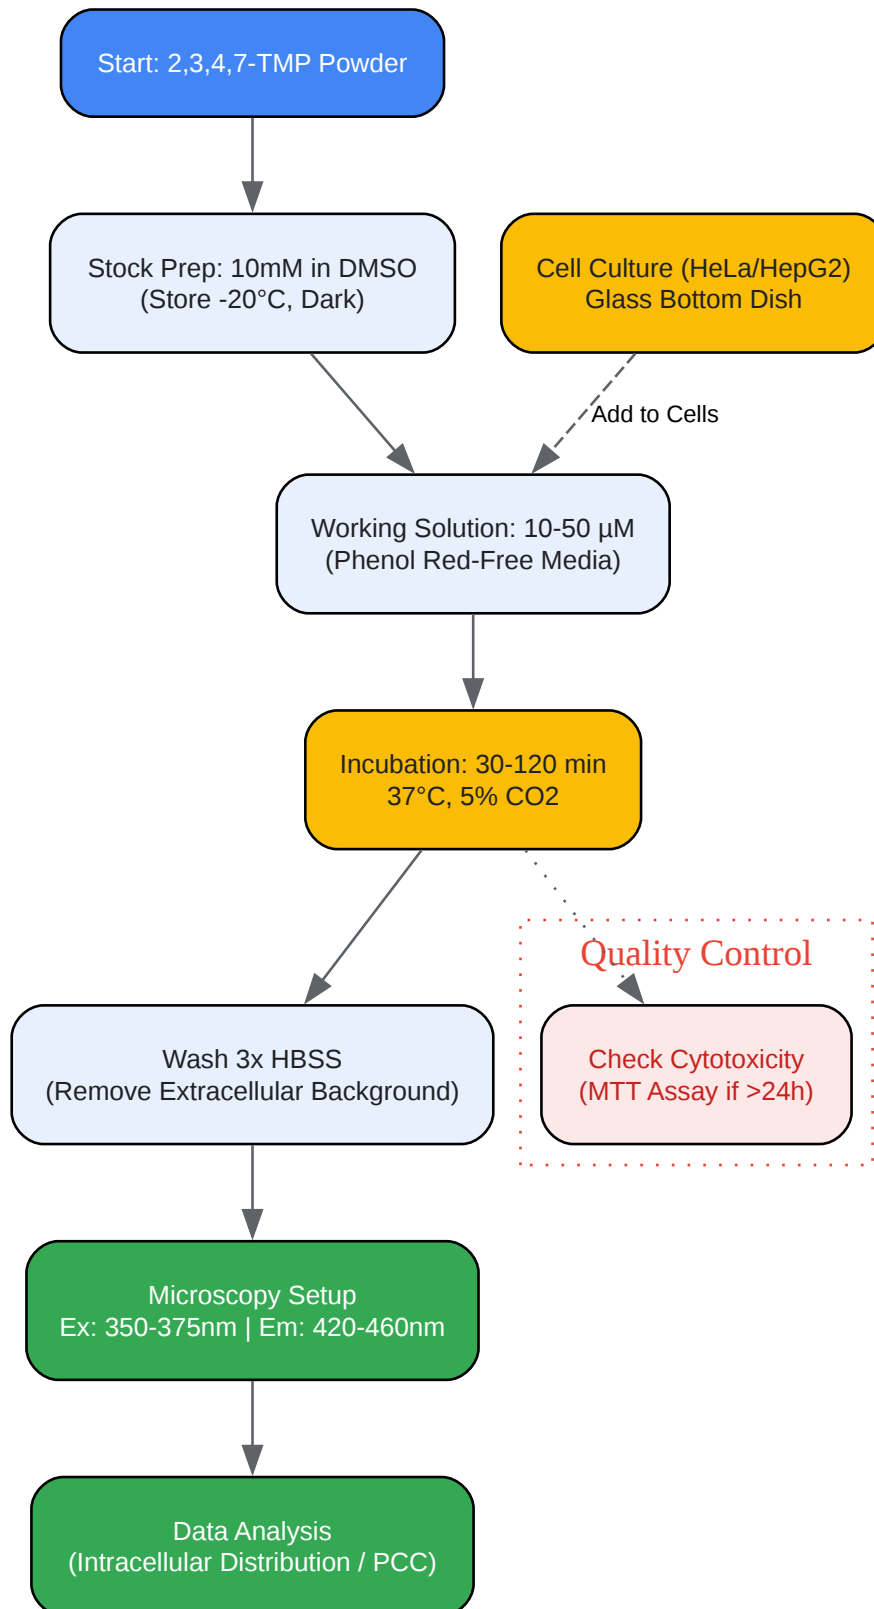 Start: 2,3,4,7-TMP Powder
Stock Prep: 10mM in DMSO
(Store -20°C, Dark)
Cell Culture (HeLa/HepG2)
Glass Bottom Dish
Add to Cells
Working Solution: 10-50 µM
(Phenol Red-Free Media)
Incubation: 30-120 min
37°C, 5% CO2
Quality Control
Wash 3x HBSS
(Remove Extracellular Background)
Check Cytotoxicity
(MTT Assay if >24h)
Microscopy Setup
Ex: 350-375nm | Em: 420-460nm
Data Analysis
(Intracellular Distribution / PCC)